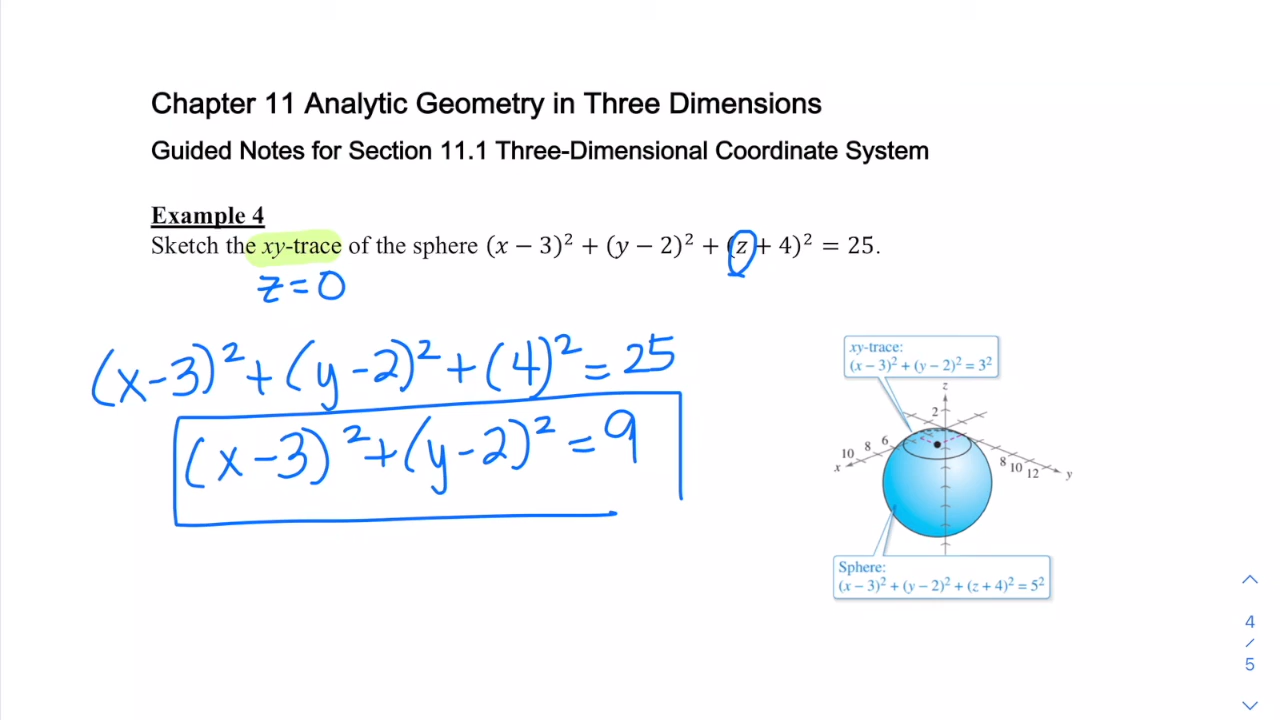 Chapter 11 Analytic Geometry in Three Dimensions
Guided Notes for Section 11.1 Three-Dimensional Coordinate System
Example 4
Sketch the xy-trace of the sphere (x − 3)² + (y − 2)² + (z + 4)² = 25.
z = 0
(x-3)² + (y-2)² + (4)² = 25
(x-3)² + (y-2)² = 9
xy-trace:
(x − 3)² + (y − 2)² = 3²
z
2
10 8 6
x
8 10 12
y
Sphere:
(x − 3)² + (y − 2)² + (z + 4)² = 5²
4
/
5